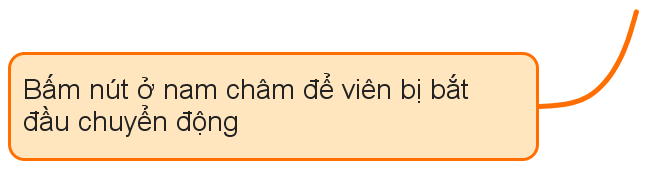 Bấm nút ở nam châm để viên bị bắt
đầu chuyển động